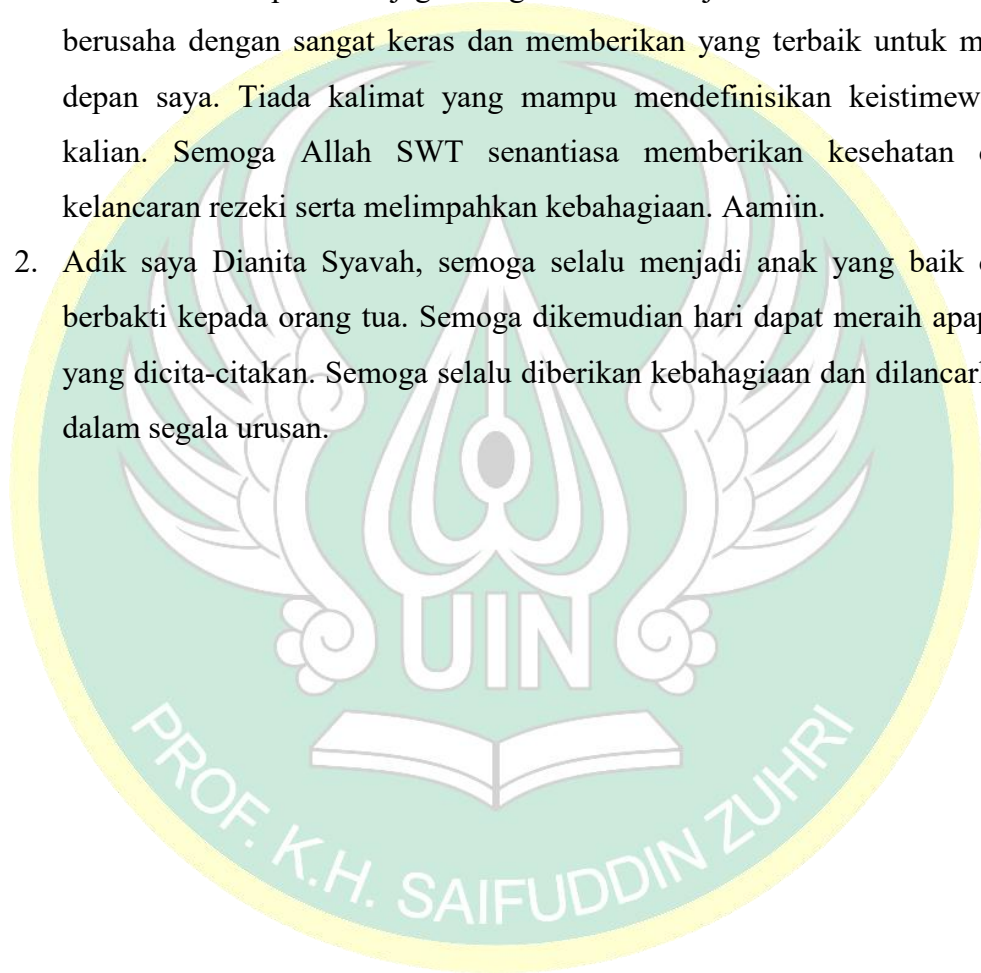 berusaha dengan sangat keras dan memberikan yang terbaik untuk m
depan saya. Tiada kalimat yang mampu mendefinisikan keistimew
kalian. Semoga Allah SWT senantiasa memberikan kesehatan
kelancaran rezeki serta melimpahkan kebahagiaan. Aamiin.
2. Adik saya Dianita Syavah, semoga selalu menjadi anak yang baik
berbakti kepada orang tua. Semoga dikemudian hari dapat meraih apap
yang dicita-citakan. Semoga selalu diberikan kebahagiaan dan dilancar
dalam segala urusan.
UIN
PROF. K.H. SAIFUDDIN ZUHRI